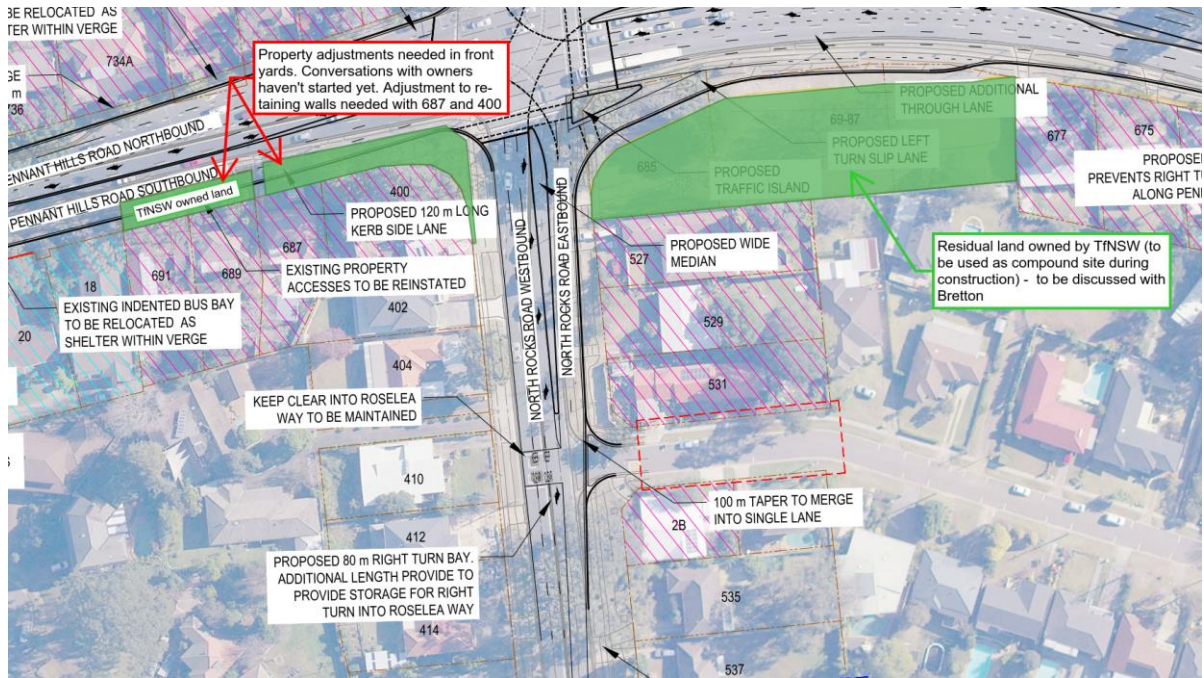 BE RELOCATED AS
TER WITHIN VERGE
734A
GE
m
736
Property adjustments needed in front
yards. Conversations with owners
haven't started yet. Adjustment to re-
taining walls needed with 687 and 400
PENNANT HILLS ROAD NORTHBOUND
PENNANT HILLS ROAD SOUTHBOUND
TfNSW owned land
PROPOSED ADDITIONAL
THROUGH LANE
69-87
PROPOSED LEFT
TURN SLIP LANE
685
PROPOSED
TRAFFIC ISLAND
677
675
PROPOSED
PREVENTS RIGHT TU
ALONG PEN
400
PROPOSED 120 m LONG
KERB SIDE LANE
687
689
691
18
20
EXISTING PROPERTY
ACCESSES TO BE REINSTATED
EXISTING INDENTED BUS BAY
TO BE RELOCATED AS
SHELTER WITHIN VERGE
402
404
NORTH ROCKS ROAD WESTBOUND
NORTH ROCKS ROAD EASTBOUND
PROPOSED WIDE
MEDIAN
527
529
531
Residual land owned by TfNSW (to
be used as compound site during
construction) - to be discussed with
Bretton
KEEP CLEAR INTO ROSELEA
WAY TO BE MAINTAINED
410
412
414
100 m TAPER TO MERGE
INTO SINGLE LANE
2B
PROPOSED 80 m RIGHT TURN BAY.
ADDITIONAL LENGTH PROVIDE TO
PROVIDE STORAGE FOR RIGHT
TURN INTO ROSELEA WAY
535
537